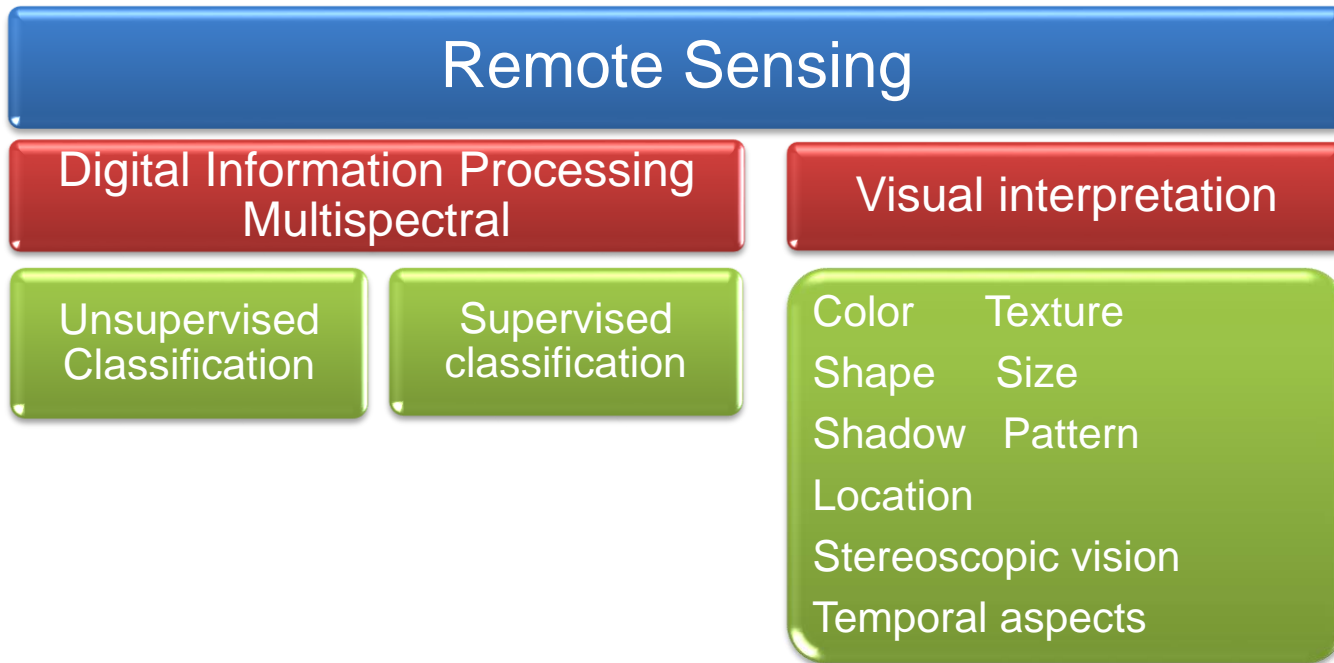 Remote Sensing
Digital Information Processing
Multispectral
Visual interpretation
Unsupervised
Classification
Supervised
classification
Color Texture
Shape Size
Shadow Pattern
Location
Stereoscopic vision
Temporal aspects